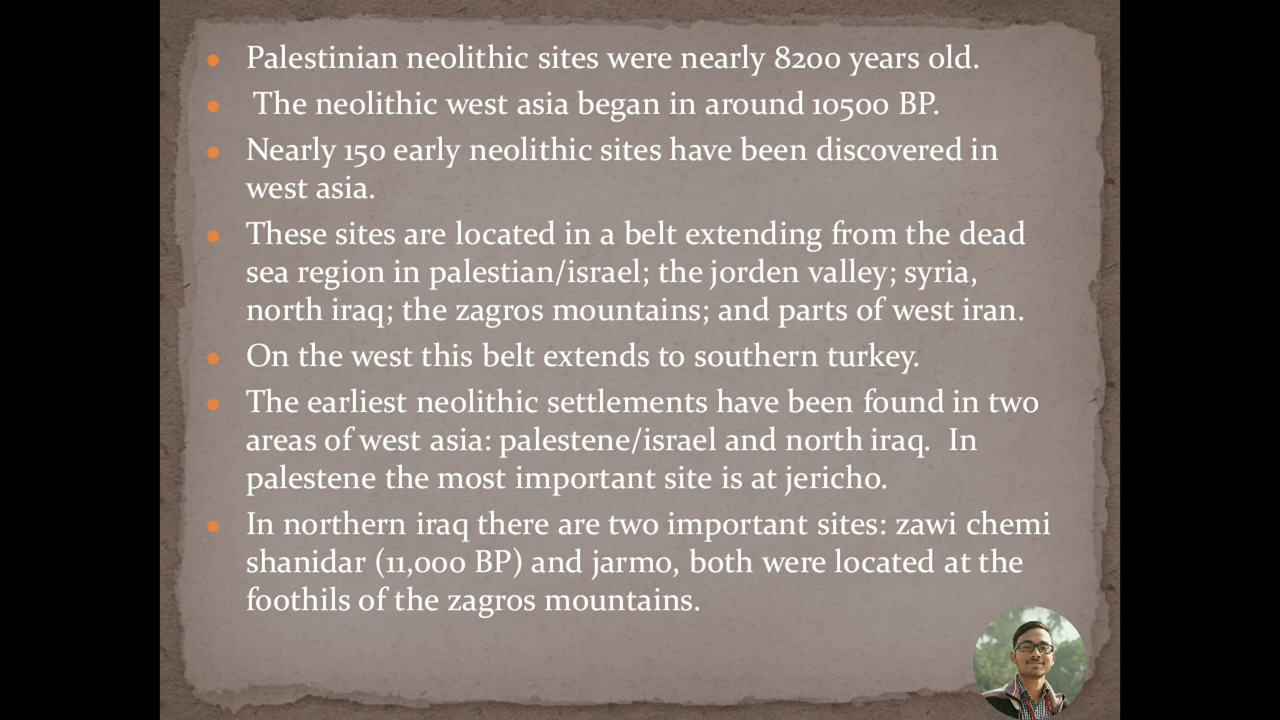 Palestinian neolithic sites were nearly 8200 years old.
The neolithic west asia began in around 10500 BP.
Nearly 150 early neolithic sites have been discovered in
west asia.
These sites are located in a belt extending from the dead
sea region in palestian/israel; the jorden valley; syria,
north iraq; the zagros mountains; and parts of west iran.
On the west this belt extends to southern turkey.
The earliest neolithic settlements have been found in two
areas of west asia: palestene/israel and north iraq.  In
palestene the most important site is at jericho.
In northern iraq there are two important sites: zawi chemi
shanidar (11,000 BP) and jarmo, both were located at the
foothils of the zagros mountains.